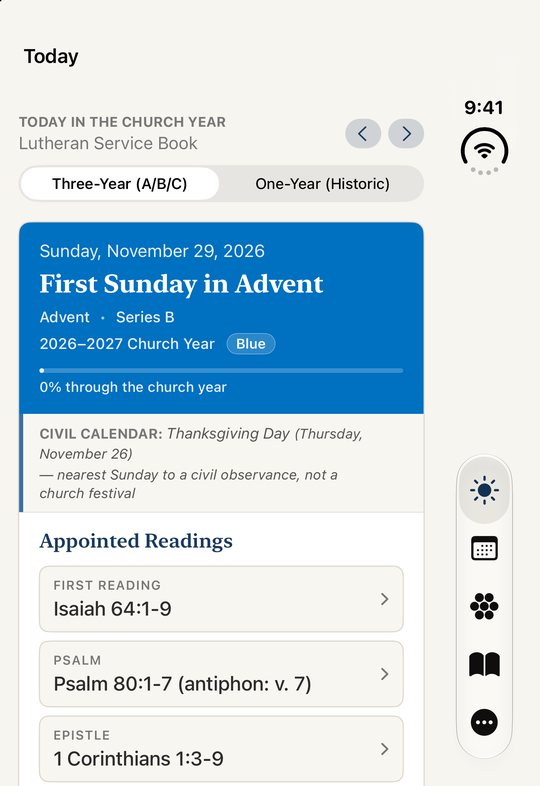 Today
9:41
TODAY IN THE CHURCH YEAR
Lutheran Service Book
Three-Year (A/B/C)
One-Year (Historic)
Sunday, November 29, 2026
First Sunday in Advent
Advent • Series B
2026–2027 Church Year
Blue
0% through the church year
CIVIL CALENDAR: Thanksgiving Day (Thursday,
November 26)
— nearest Sunday to a civil observance, not a
church festival
Appointed Readings
FIRST READING
Isaiah 64:1-9
PSALM
Psalm 80:1-7 (antiphon: v. 7)
EPISTLE
1 Corinthians 1:3-9